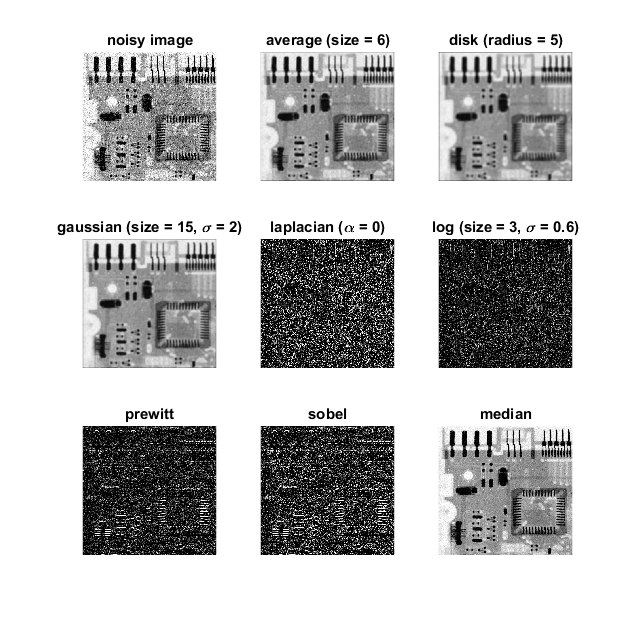 noisy image
average (size = 6)
disk (radius = 5)
gaussian (size = 15, σ = 2)
laplacian (α = 0)
log (size = 3, σ = 0.6)
prewitt
sobel
median